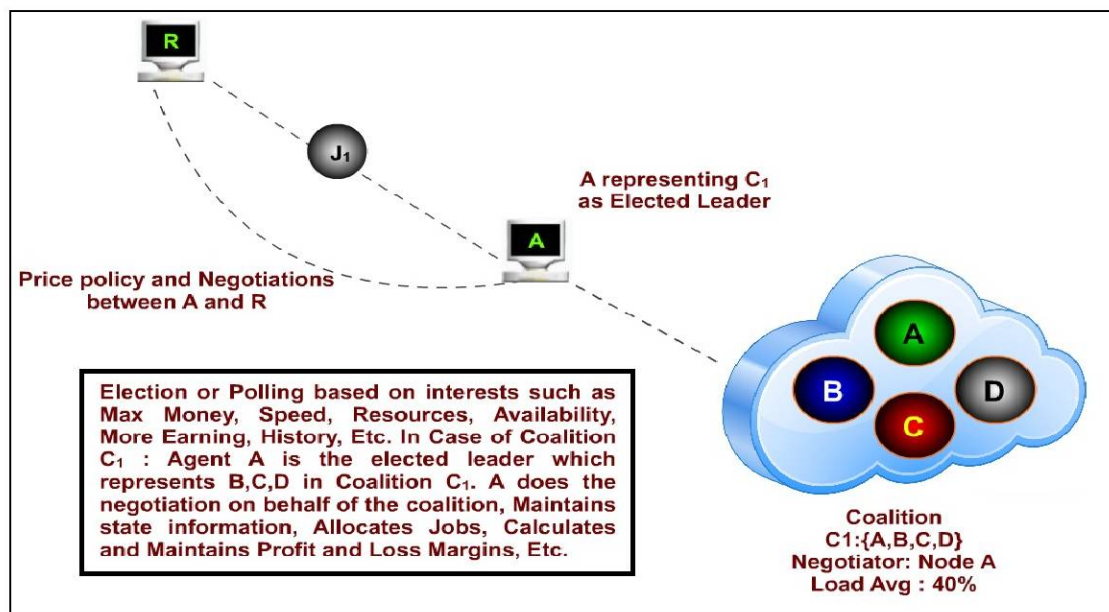 R
J₁
A representing C₁
as Elected Leader
A
Price policy and Negotiations
between A and R
A
B
D
C
Election or Polling based on interests such as
Max Money, Speed, Resources, Availability,
More Earning, History, Etc. In Case of Coalition
C₁ : Agent A is the elected leader which
represents B,C,D in Coalition C₁. A does the
negotiation on behalf of the coalition, Maintains
state information, Allocates Jobs, Calculates
and Maintains Profit and Loss Margins, Etc.
Coalition
C1:{A,B,C,D}
Negotiator: Node A
Load Avg : 40%